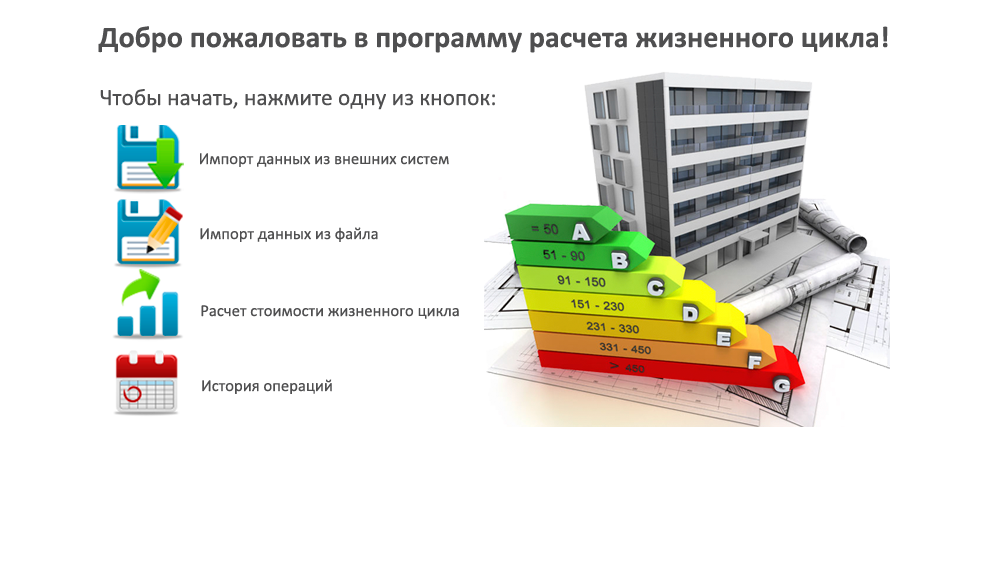 Добро пожаловать в программу расчета жизненного цикла!
Чтобы начать, нажмите одну из кнопок:
Импорт данных из внешних систем
Импорт данных из файла
Расчет стоимости жизненного цикла
История операций
= 50 A
51 - 90 B
91 - 150 C
151 - 230 D
231 - 330 E
331 - 450 F
> 450 G